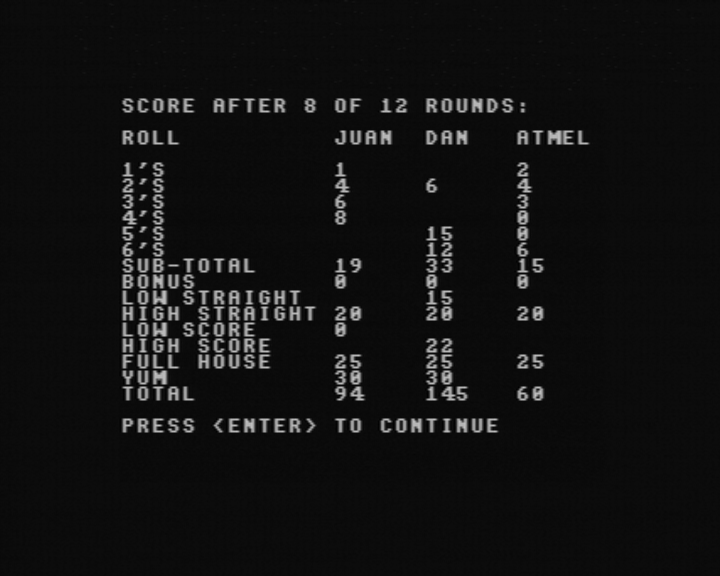 SCORE AFTER 8 OF 12 ROUNDS:
ROLL JUAN DAN ATMEL
1'S 1 2
2'S 4 6 4
3'S 6 3
4'S 8 0
5'S 15 0
6'S 12 6
SUB-TOTAL 19 33 15
BONUS 0 0 0
LOW STRAIGHT 15
HIGH STRAIGHT 20 20 20
LOW SCORE 0
HIGH SCORE 22
FULL HOUSE 25 25 25
YUM 30 30
TOTAL 94 145 60
PRESS <ENTER> TO CONTINUE